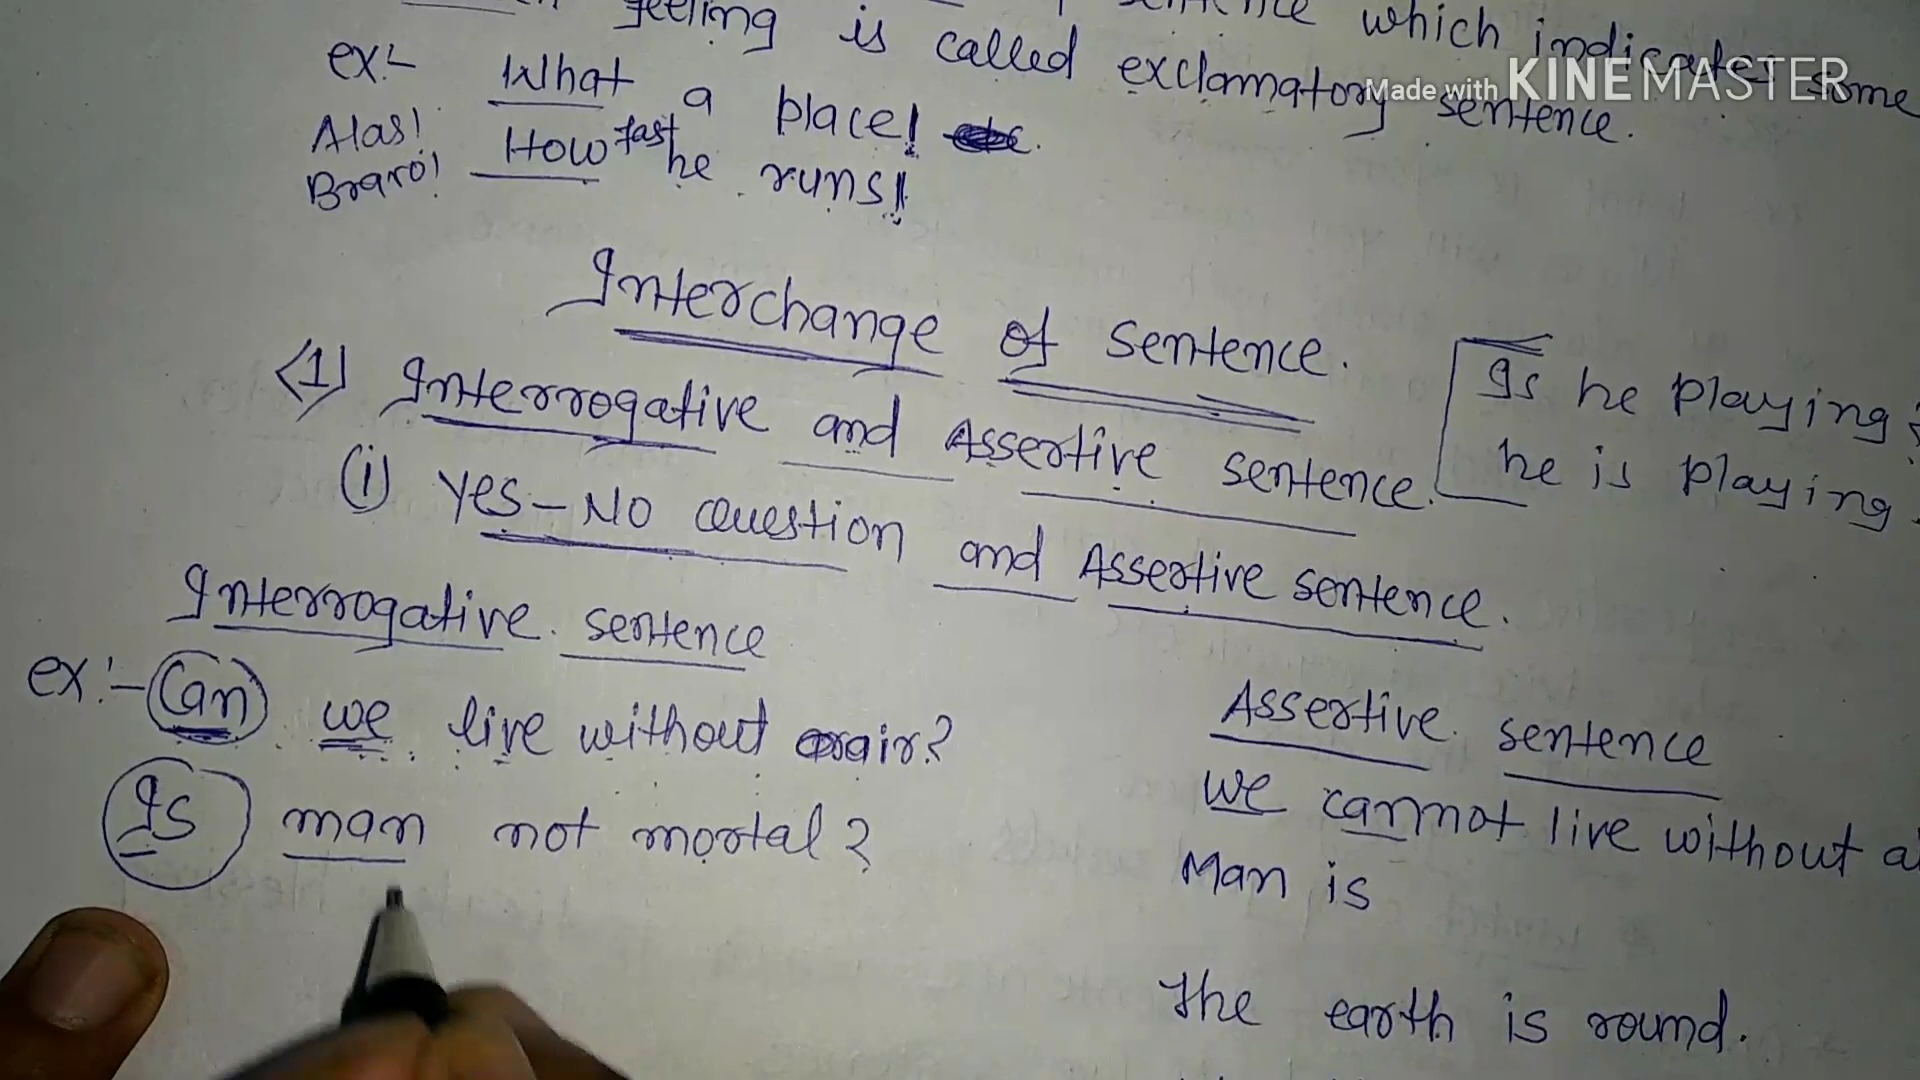 feeling is called exclamatory sentence.
which indicates some
Made with KINEMASTER
ex:- What a place!
Alas! How fast he runs!
Bravo!
Interchange of sentence.
(1) Interrogative and Assertive sentence.
Is he playing?
he is playing.
(i) Yes-No Question and Assertive sentence.
Interrogative sentence
ex:- Can we live without air?
Is man not mortal?
Assertive sentence
we cannot live without
Man is
The earth is round.